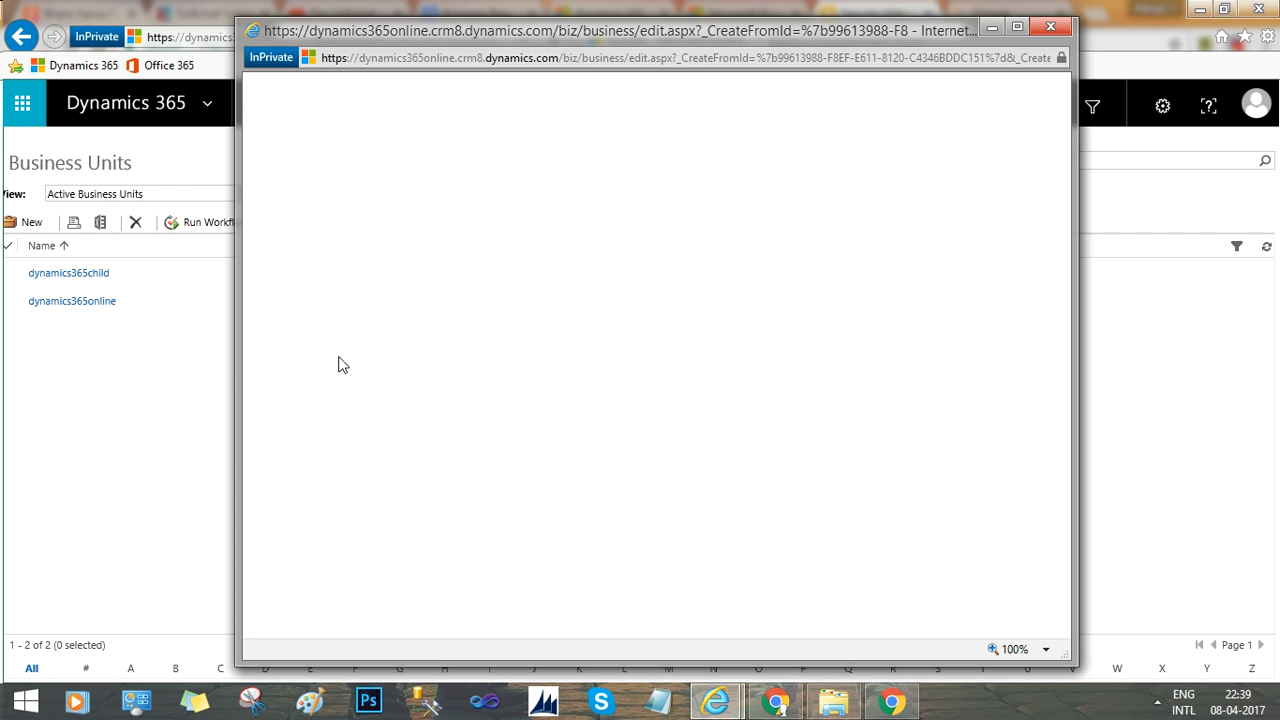 https://dynamics365online.crm8.dynamics.com/biz/business/edit.aspx?_CreateFromId=%7b99613988-F8 - Internet...
InPrivate https://dynamics365online.crm8.dynamics.com/biz/business/edit.aspx?_CreateFromId=%7b99613988-F8EF-E611-8120-C4346BDDC151%7d&_Create
InPrivate https://dynamics
Dynamics 365 Office 365
Dynamics 365
Business Units
View: Active Business Units
New Run Workfl
Name
dynamics365child
dynamics365online
1 - 2 of 2 (0 selected) Page 1
100%
All # A B C W X Y Z
Ps
ENG 22:39
INTL 08-04-2017